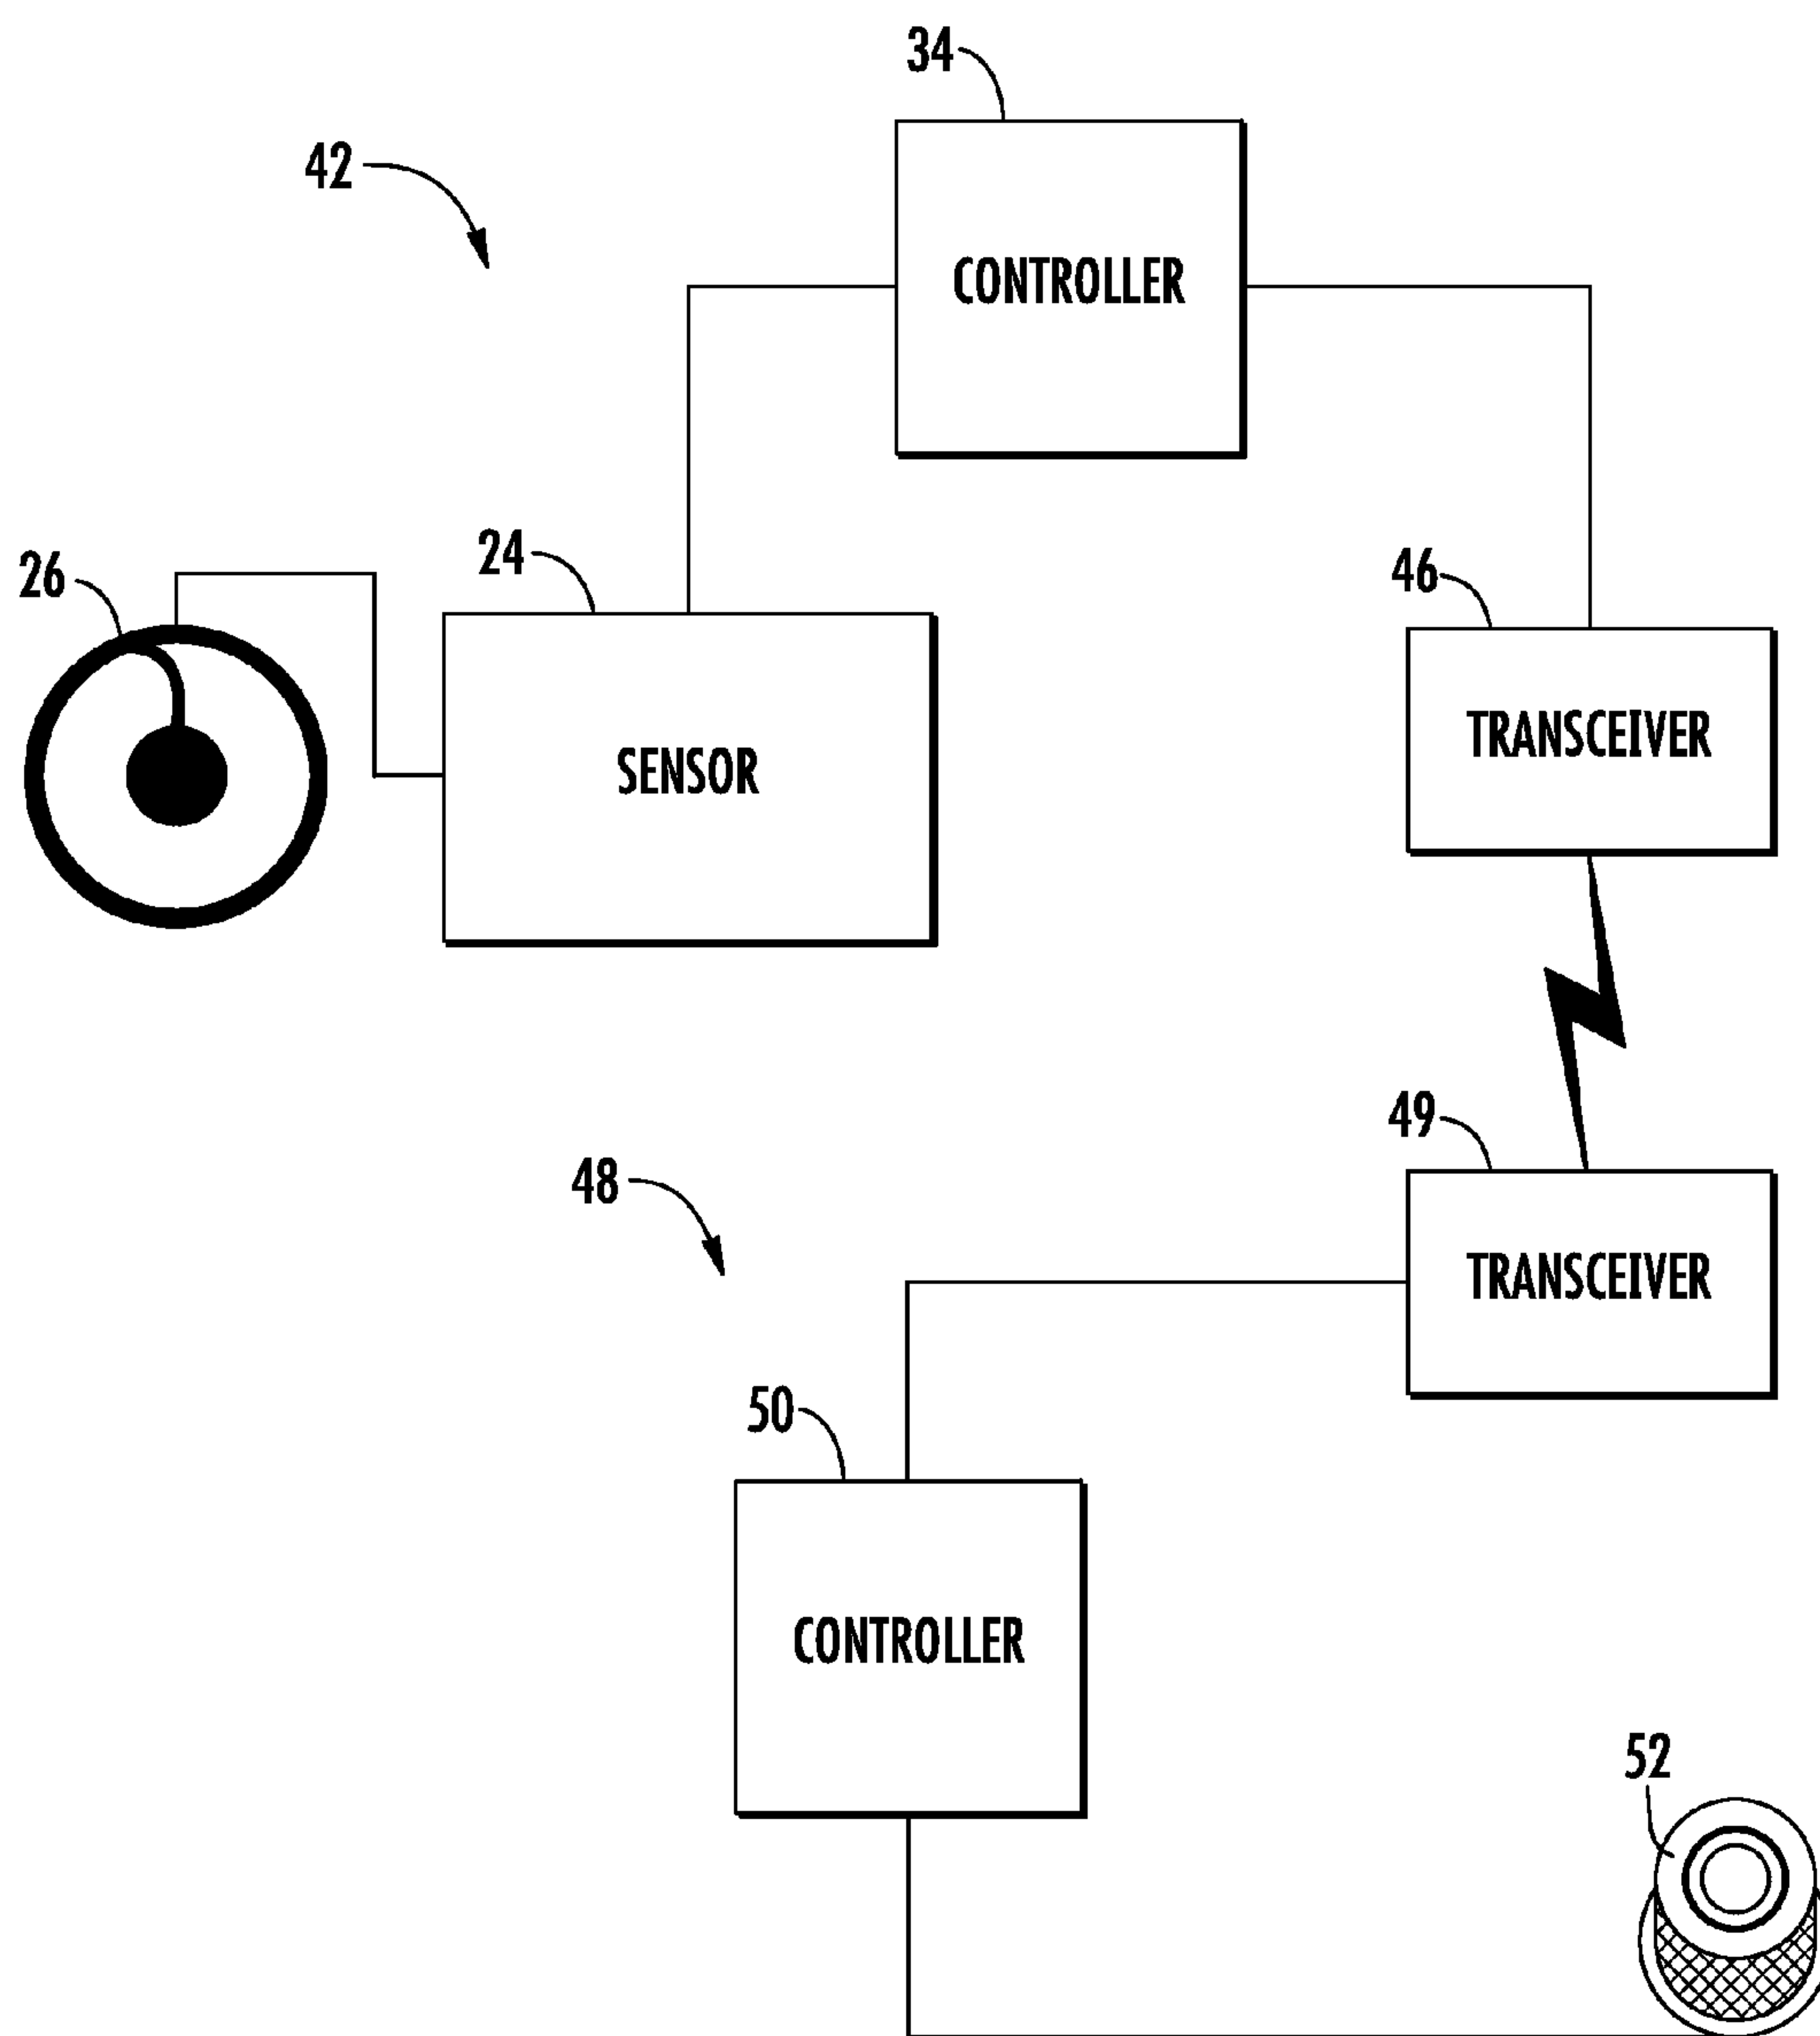 34
42
CONTROLLER
24
26
46
SENSOR
TRANSCEIVER
49
48
TRANSCEIVER
50
CONTROLLER
52